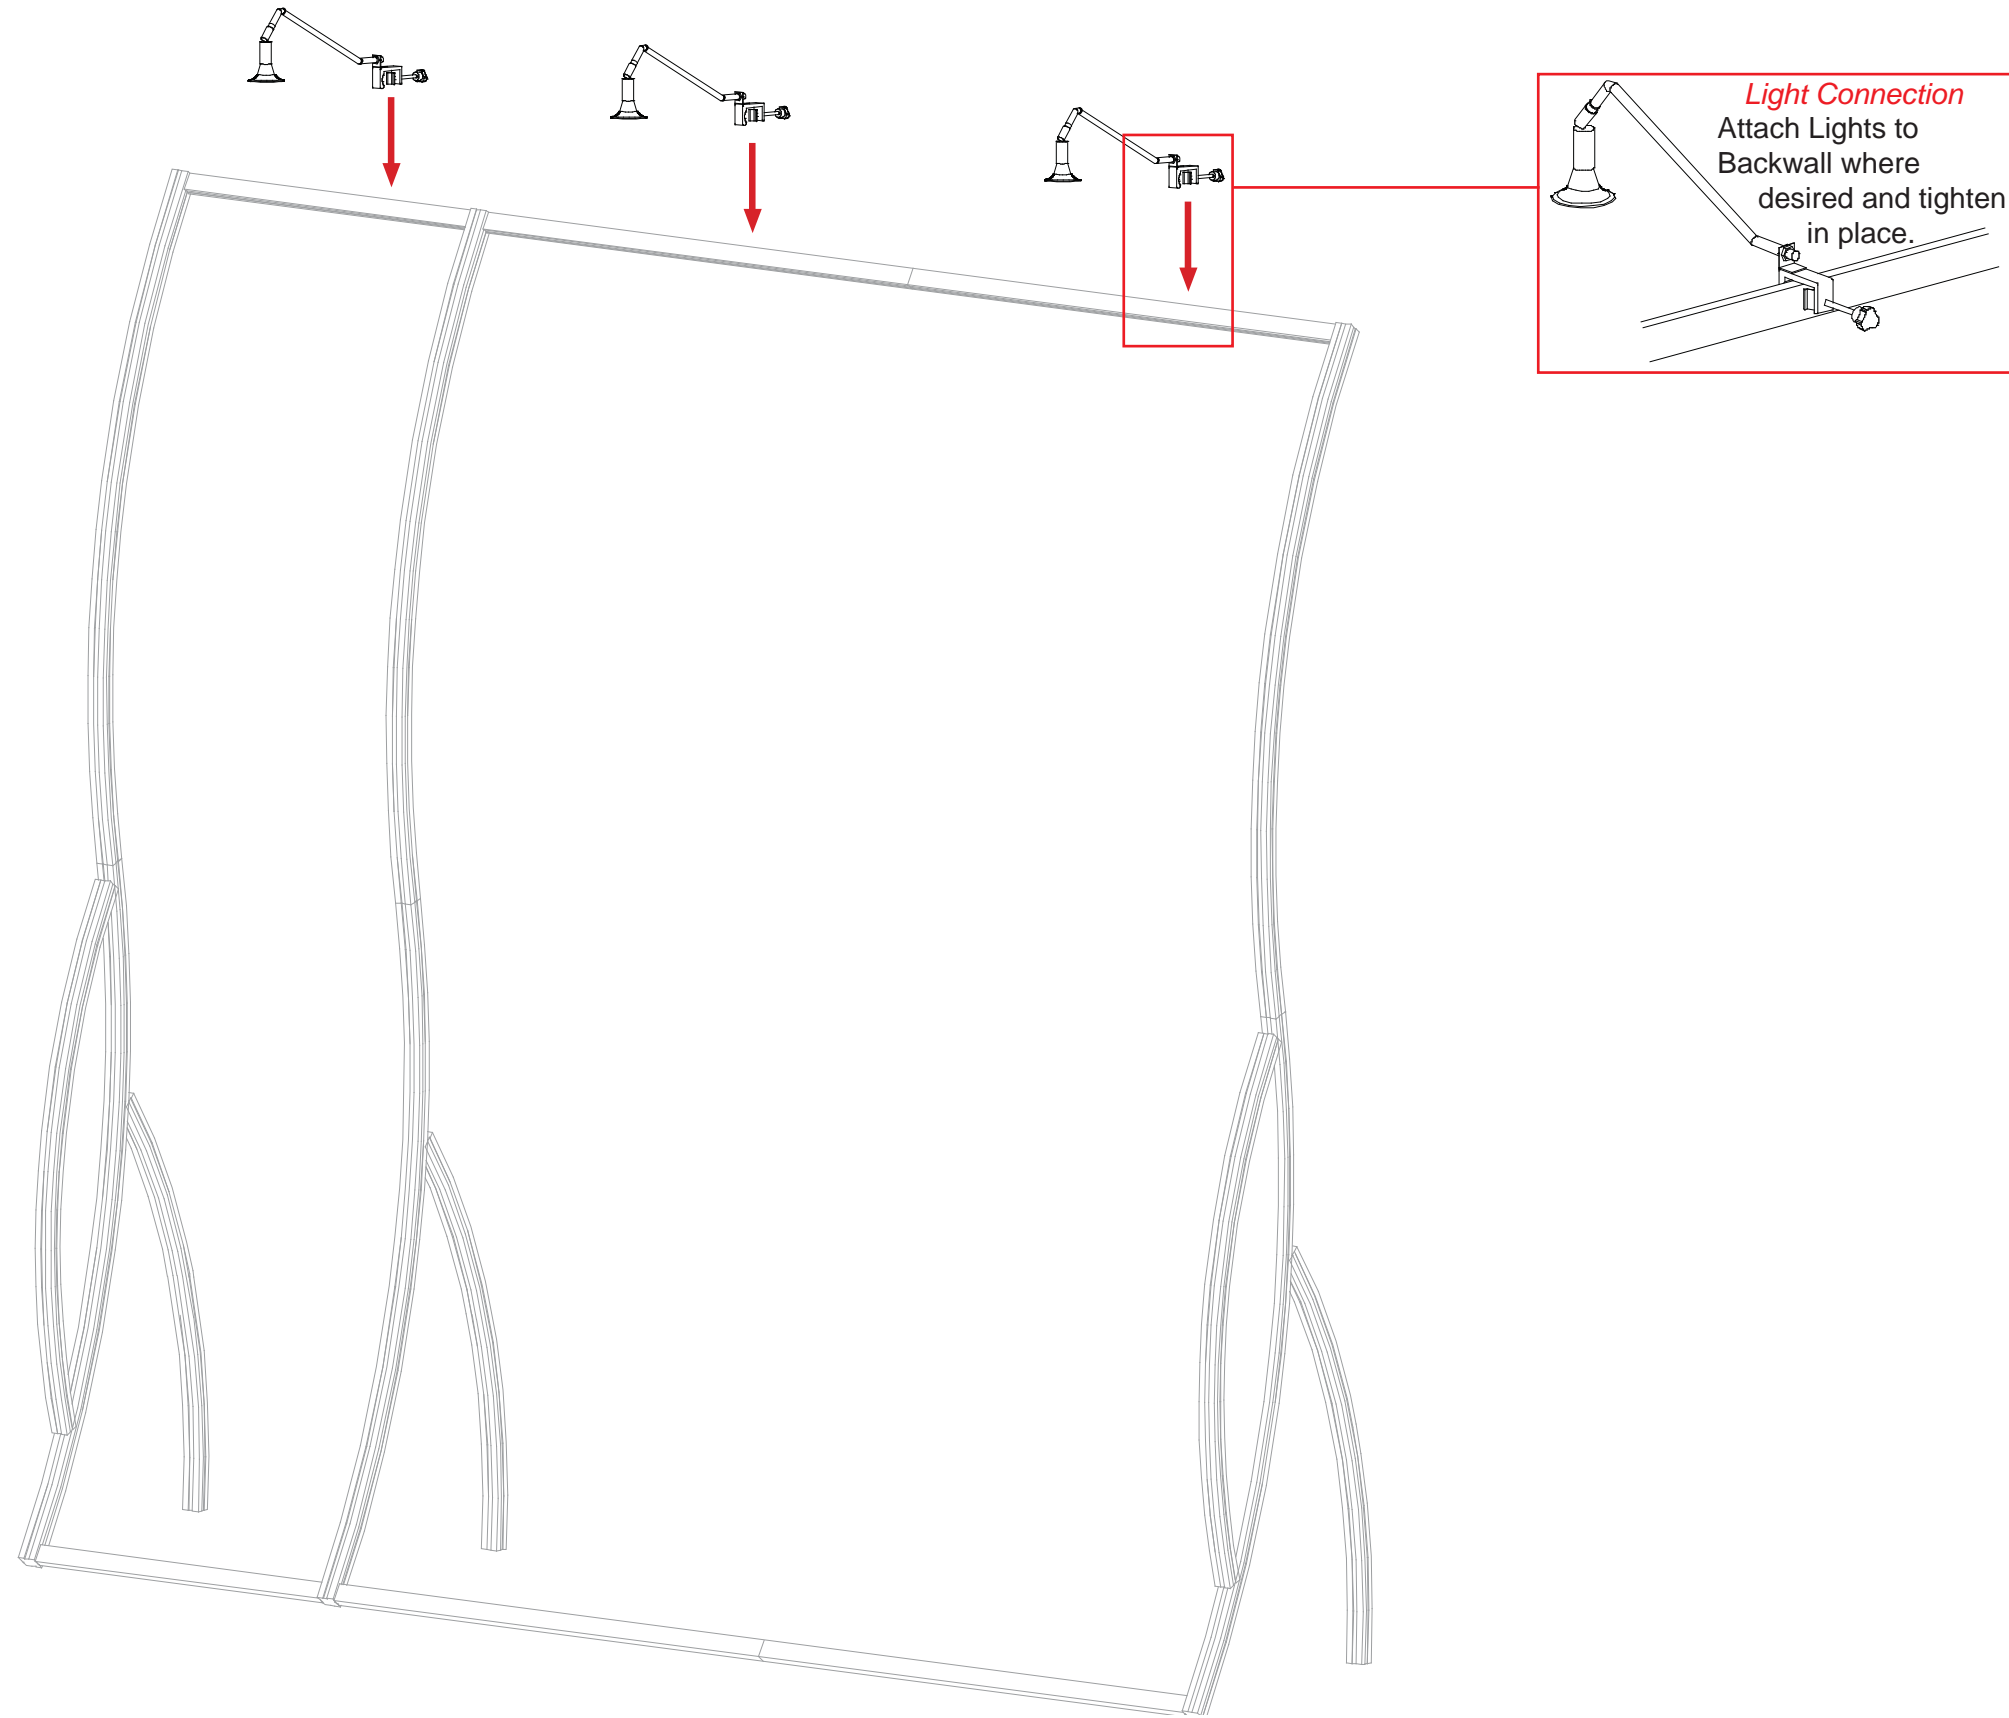 Light Connection
Attach Lights to
Backwall where
desired and tighten
in place.